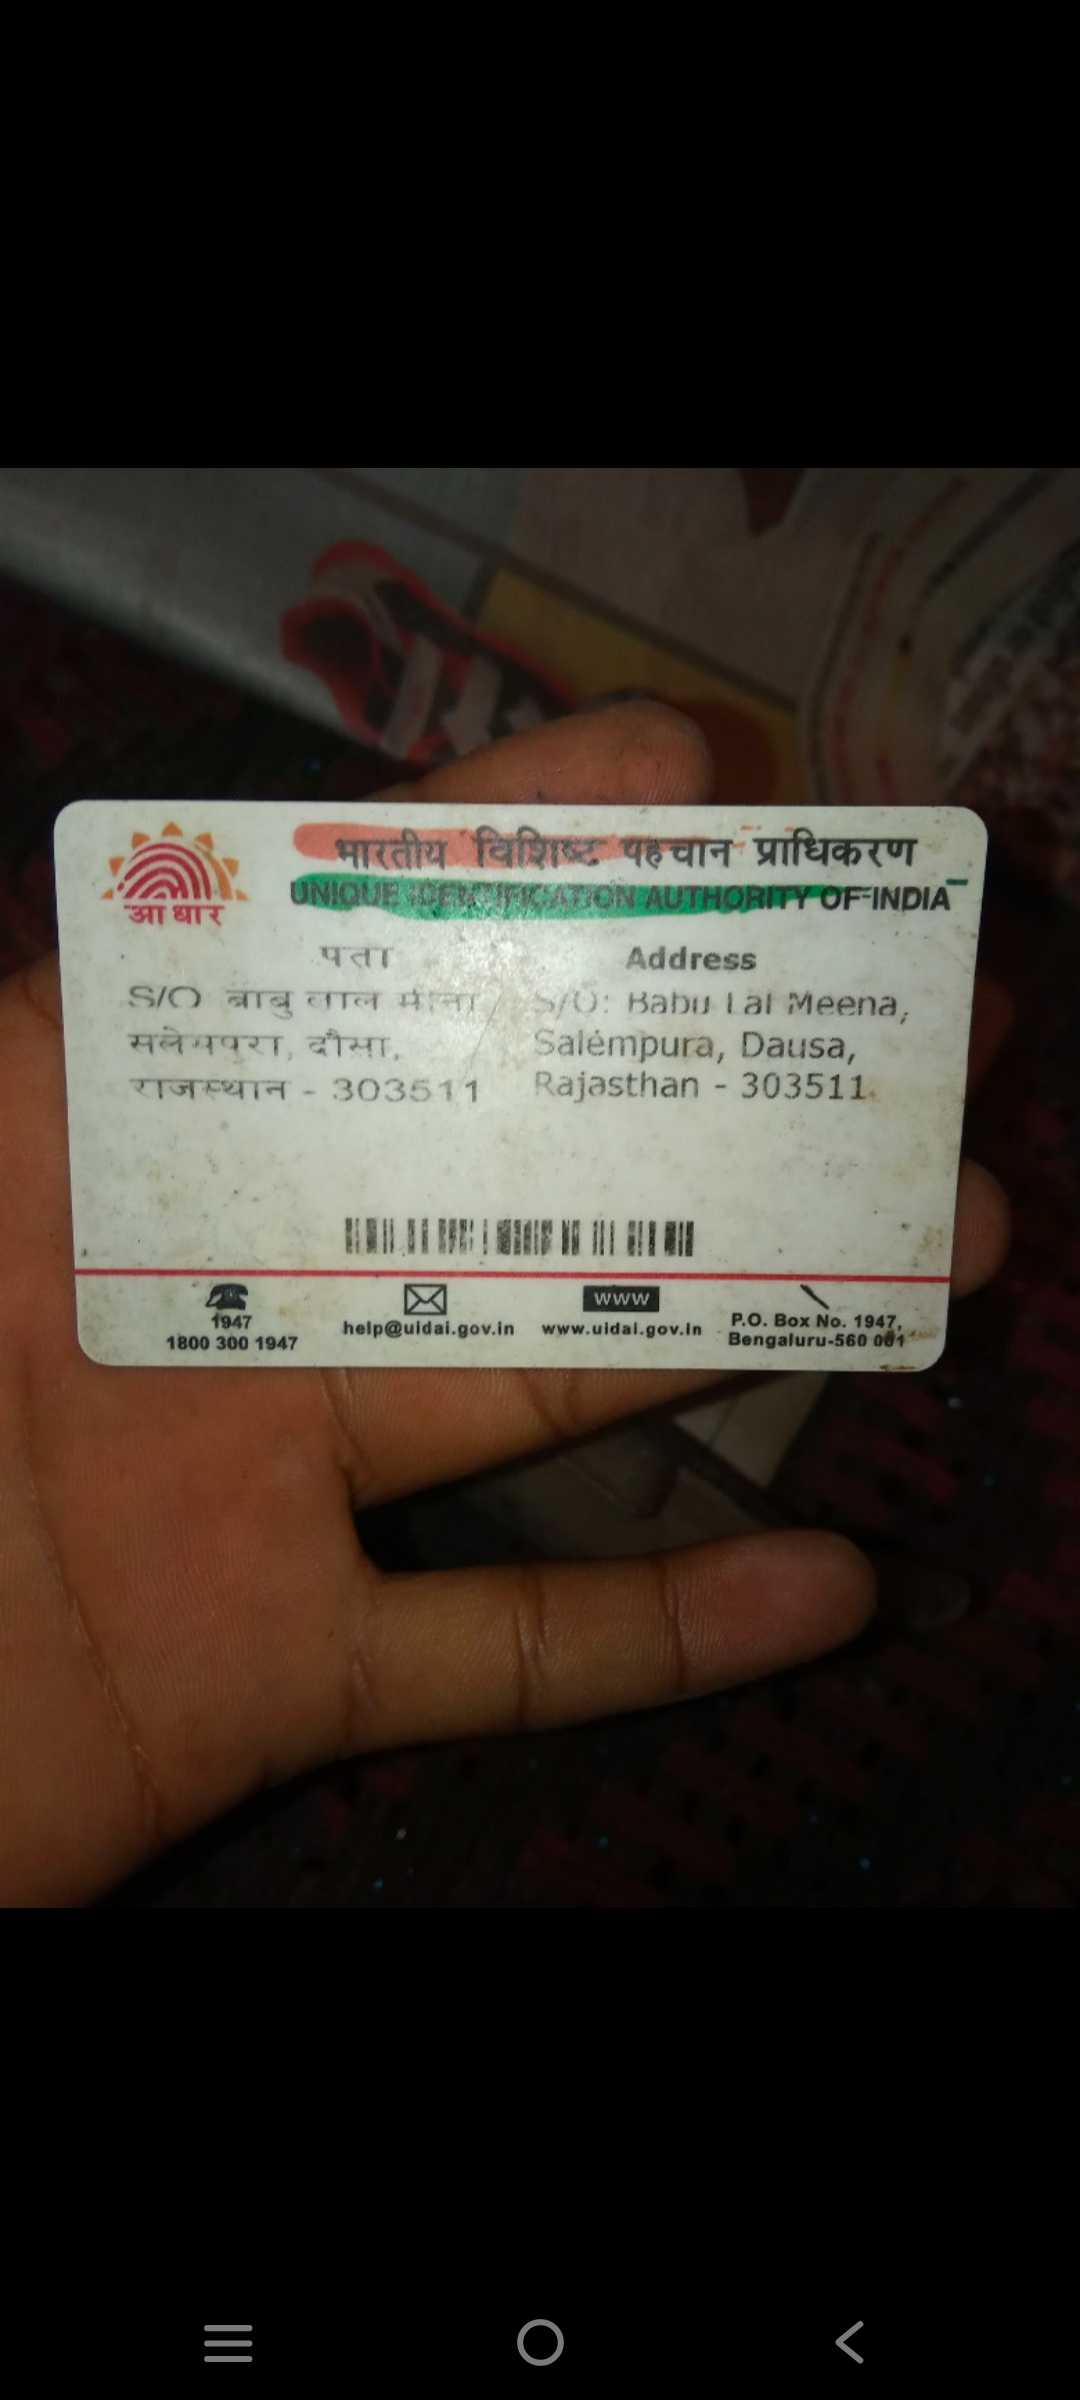 भारतीय विशिष्ट पहचान प्राधिकरण
UNIQUE IDENTIFICATION AUTHORITY OF INDIA
आधार
पता
S/O बाबु लाल मीना
सलेमपुरा, दौसा,
राजस्थान - 303511
Address
S/O: Babu Lal Meena,
Salempura, Dausa,
Rajasthan - 303511
1947
1800 300 1947
help@uidai.gov.in
www
www.uidai.gov.in
P.O. Box No. 1947,
Bengaluru-560 001